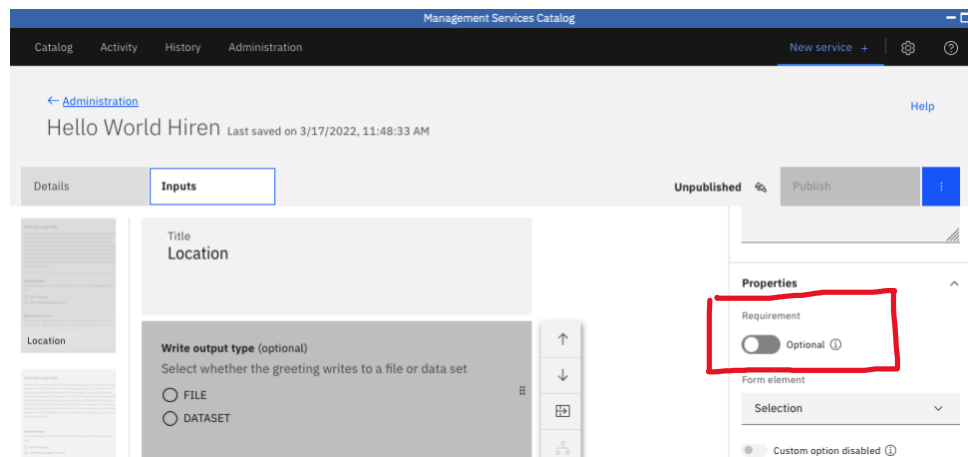 Management Services Catalog
Catalog Activity History Administration New service +
← Administration
Help
Hello World Hiren Last saved on 3/17/2022, 11:48:33 AM
Details Inputs Unpublished Publish
Title
Location
Location
Write output type (optional)
Select whether the greeting writes to a file or data set
FILE
DATASET
Properties
Requirement
Optional
Form element
Selection
Custom option disabled